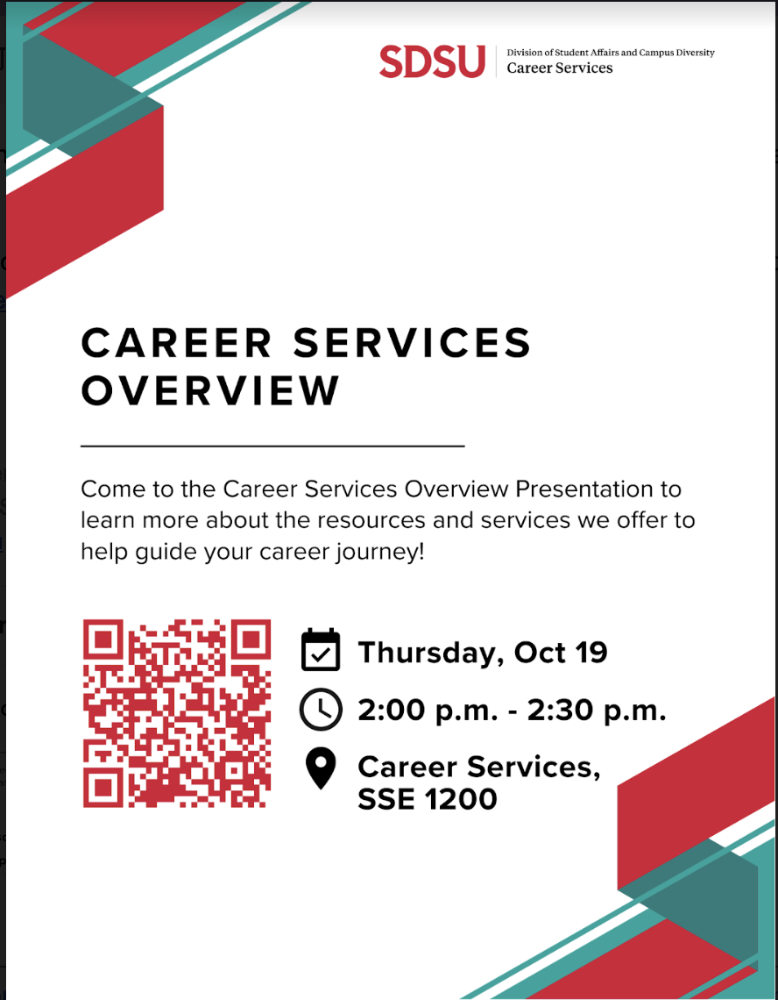 SDSU
Division of Student Affairs and Campus Diversity
Career Services
CAREER SERVICES
OVERVIEW
Come to the Career Services Overview Presentation to
learn more about the resources and services we offer to
help guide your career journey!
Thursday, Oct 19
2:00 p.m. - 2:30 p.m.
Career Services,
SSE 1200